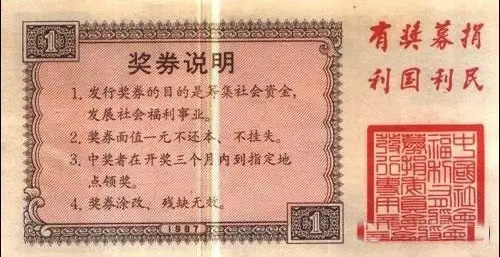 1
奖券说明
1. 发行奖券的目的是筹集社会资金,
发展社会福利事业。
2. 奖券面值一元不还本、不挂失。
3. 中奖者在开奖三个月内到指定地
点领奖。
4. 奖券涂改、残缺无效。
1987
1
有奖募捐
利国利民